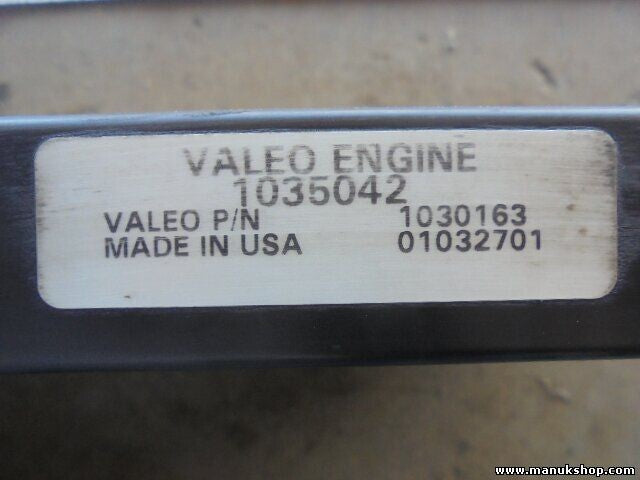 VALEO ENGINE
1035042
VALEO P/N 1030163
MADE IN USA 01032701
www.manukshop.com